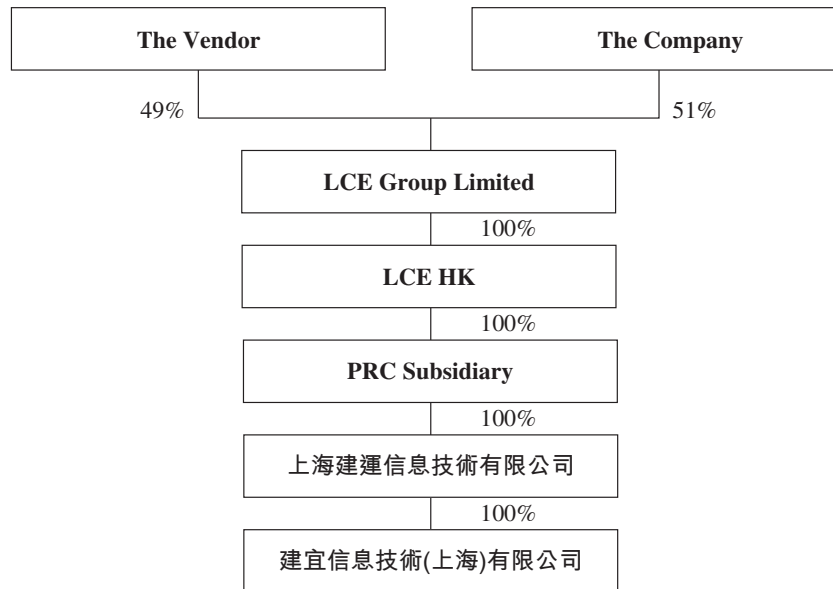 The Vendor
The Company
49%
51%
LCE Group Limited
100%
LCE HK
100%
PRC Subsidiary
100%
上海建運信息技術有限公司
100%
建宜信息技術(上海)有限公司